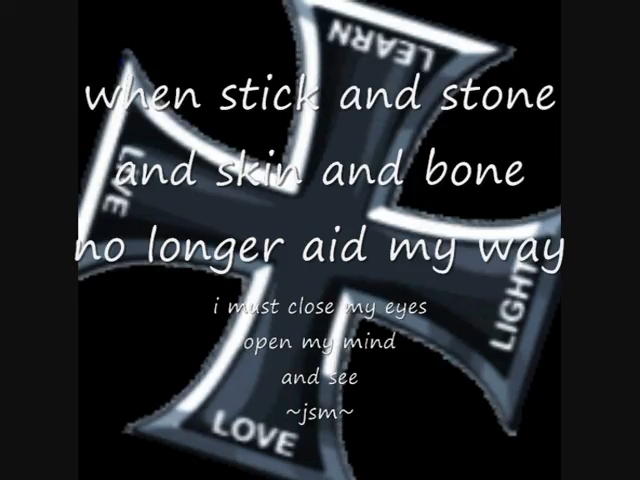 LEARN
when stick and stone
and skin and bone
LIVE
no longer aid my way
LIGHT
i must close my eyes
open my mind
and see
~jsm~
LOVE